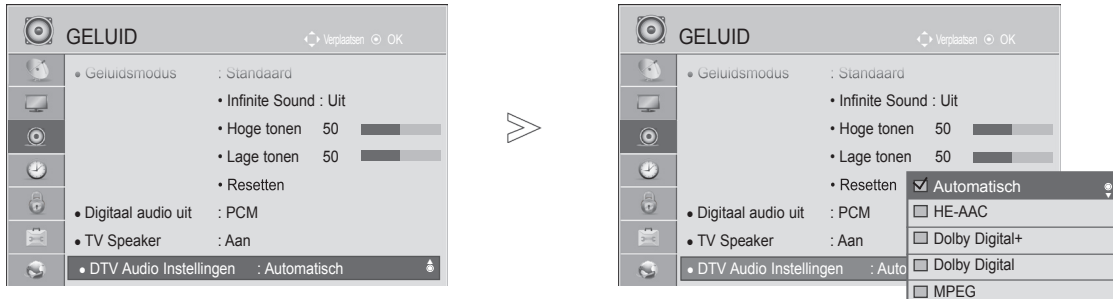 GELUID
Verplaatsen OK
Geluidsmodus : Standaard
• Infinite Sound : Uit
• Hoge tonen 50
• Lage tonen 50
• Resetten
• Digitaal audio uit : PCM
• TV Speaker : Aan
• DTV Audio Instellingen : Automatisch
GELUID
Verplaatsen OK
• Geluidsmodus : Standaard
• Infinite Sound : Uit
• Hoge tonen 50
• Lage tonen 50
• Resetten
• Digitaal audio uit : PCM
• TV Speaker : Aan
• DTV Audio Instellingen : Auto
Automatisch
HE-AAC
Dolby Digital+
Dolby Digital
MPEG